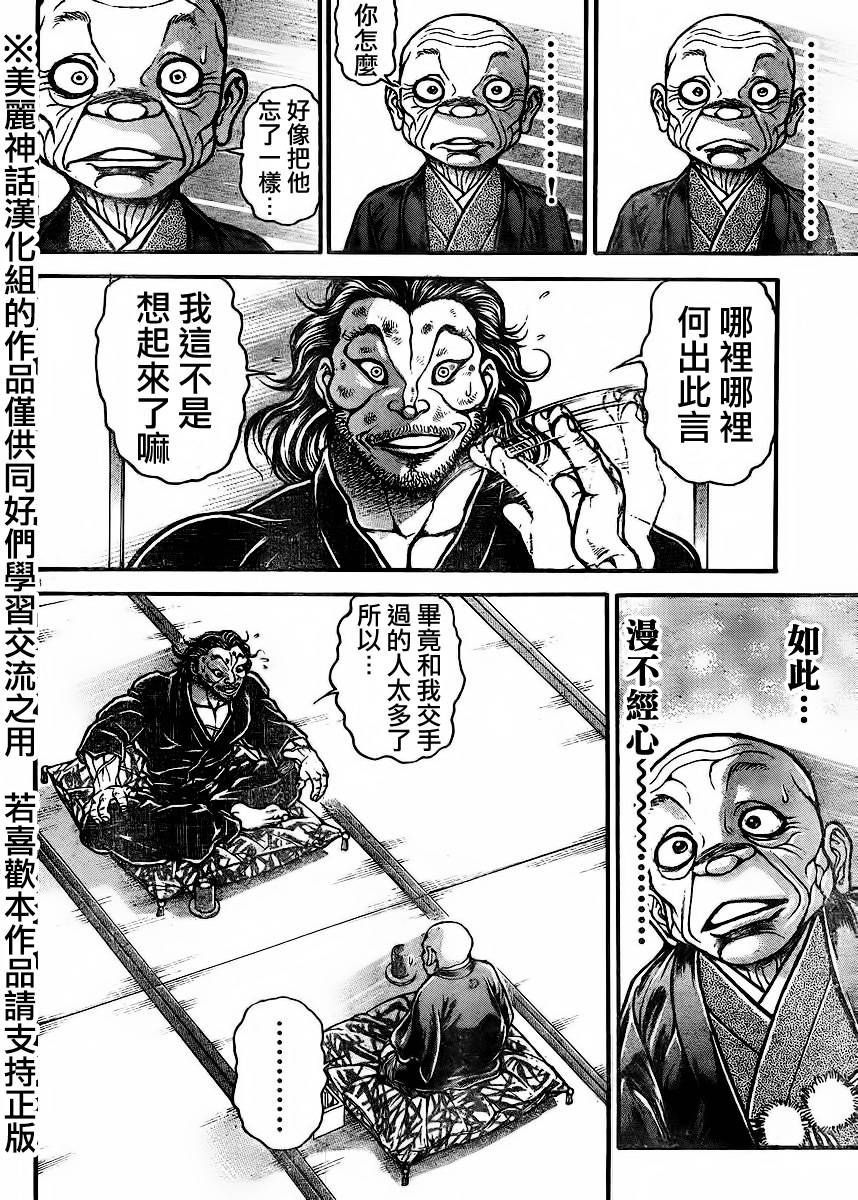 …………
…………！
你怎麼
好像把他
忘了一樣…
哪裡哪裡
何出此言
我這不是
想起來了嘛
如此…
漫不經心～～～………
畢竟和我交手
過的人太多了
所以…
………
※美麗神話漢化組的作品僅供同好們學習交流之用 若喜歡本作品請支持正版